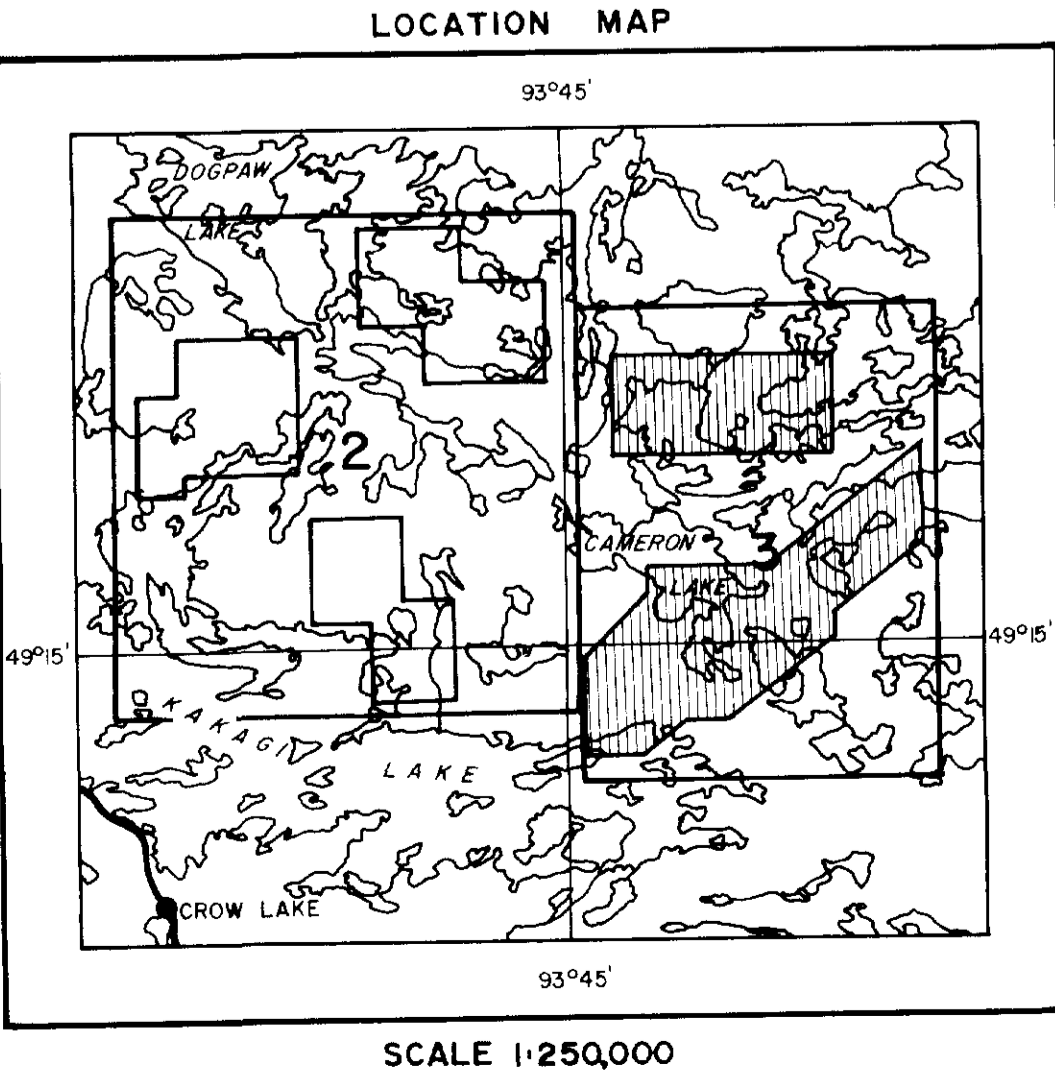 LOCATION MAP
93°45'
DOGPAW
LAKE
2
CAMERON
3
LAKE
49°15'
49°15'
KAKAGI
LAKE
CROW LAKE
93°45'
SCALE 1:250,000